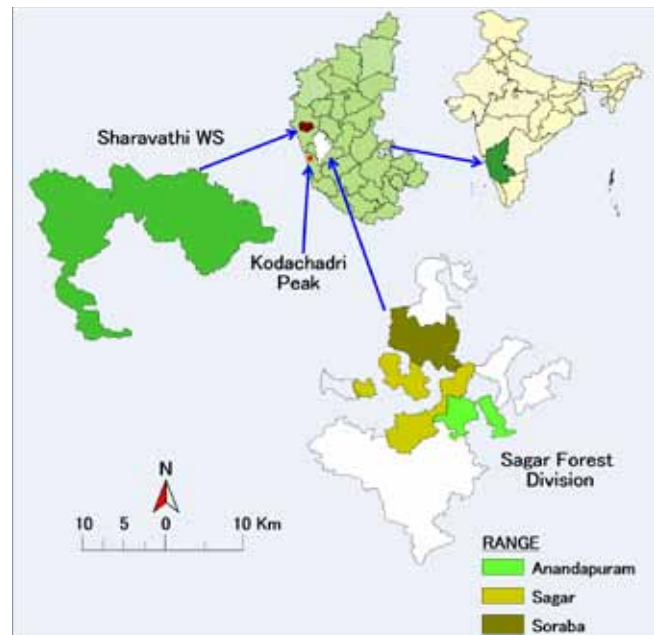 Sharavathi WS
Kodachadri
Peak
Sagar Forest
Division
N
10 5 0 10 Km
RANGE
Anandapuram
Sagar
Soraba